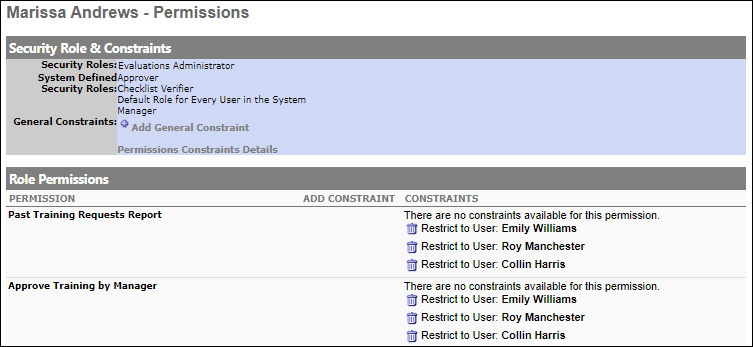 Marissa Andrews - Permissions
Security Role & Constraints
Security Roles: Evaluations Administrator
System Defined Approver
Security Roles: Checklist Verifier
Default Role for Every User in the System
Manager
General Constraints: Add General Constraint
Permissions Constraints Details
Role Permissions
PERMISSION ADD CONSTRAINT CONSTRAINTS
Past Training Requests Report There are no constraints available for this permission.
Restrict to User: Emily Williams
Restrict to User: Roy Manchester
Restrict to User: Collin Harris
Approve Training by Manager There are no constraints available for this permission.
Restrict to User: Emily Williams
Restrict to User: Roy Manchester
Restrict to User: Collin Harris